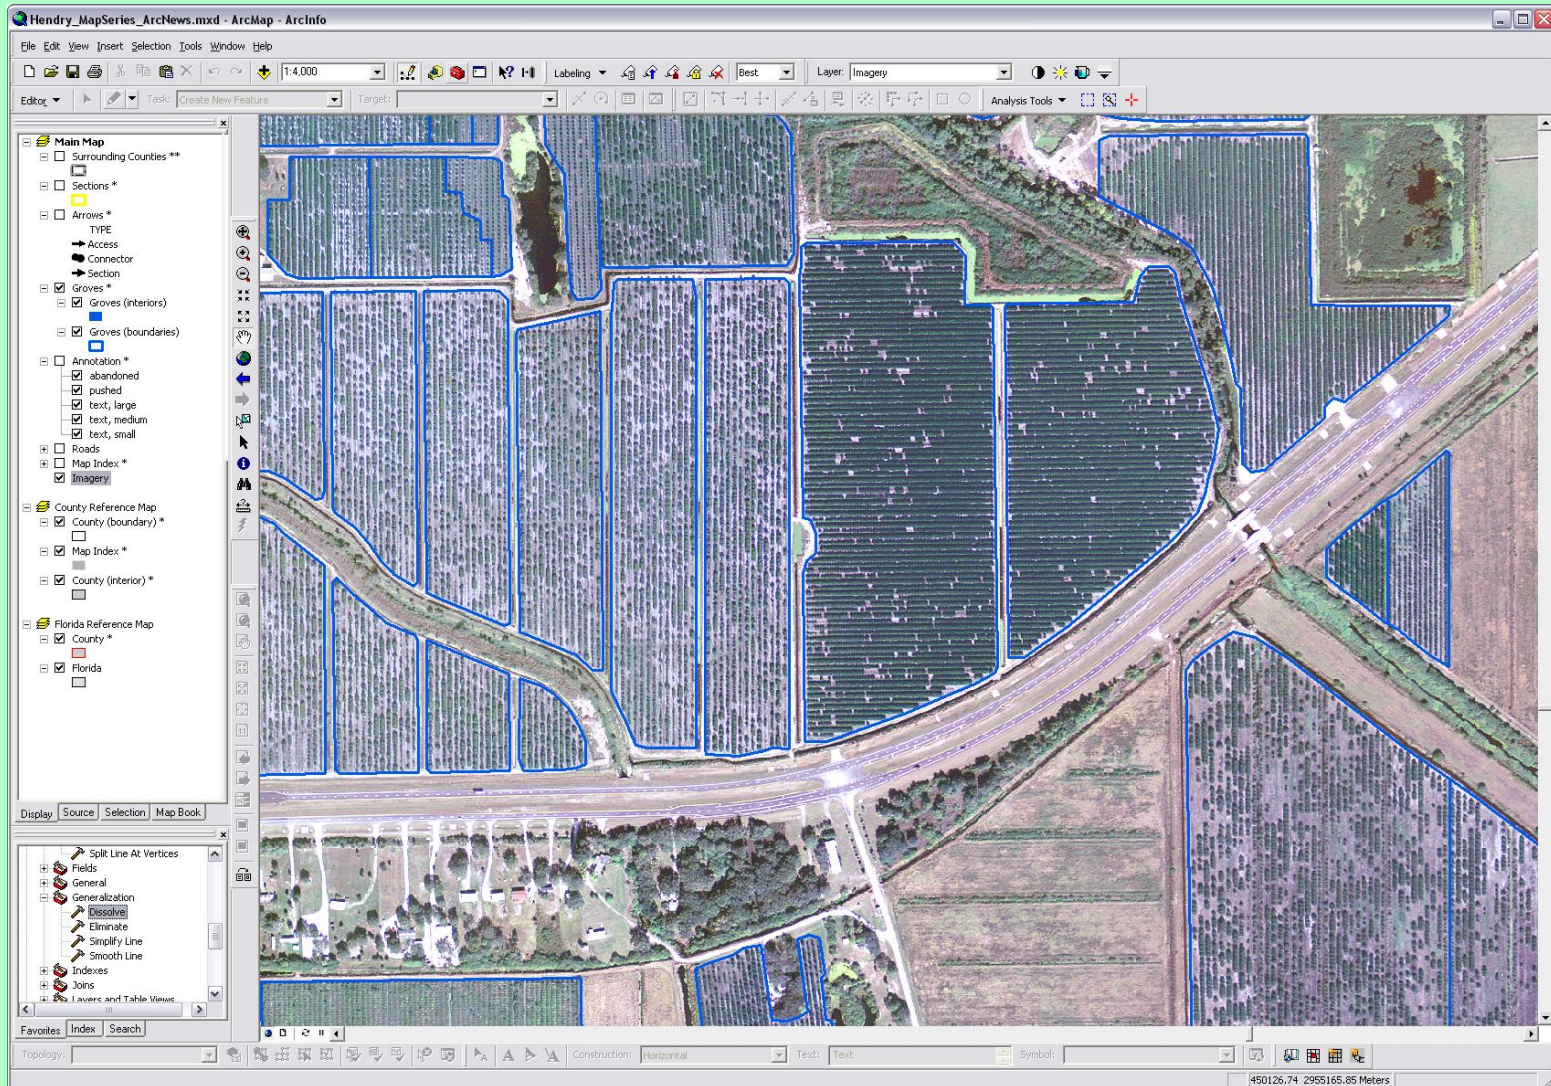 Hendry_MapSeries_ArcNews.mxd - ArcMap - ArcInfo
File Edit View Insert Selection Tools Window Help
1:4,000 Labeling Best Layer: Imagery
Editor Task: Create New Feature Target: Analysis Tools
Main Map
Surrounding Counties **
Sections *
Arrows *
TYPE
Access
Connector
Section
Groves *
Groves (interiors)
Groves (boundaries)
Annotation *
abandoned
pushed
text, large
text, medium
text, small
Roads
Map Index *
Imagery
County Reference Map
County (boundary) *
Map Index *
County (interior) *
Florida Reference Map
County *
Florida
Display Source Selection Map Book
Split Line At Vertices
Fields
General
Generalization
Dissolve
Eliminate
Simplify Line
Smooth Line
Indexes
Joins
Layers and Table Views
Favorites Index Search
Topology: Construction: Horizontal Text: Text Symbol:
450126.74 2955165.85 Meters